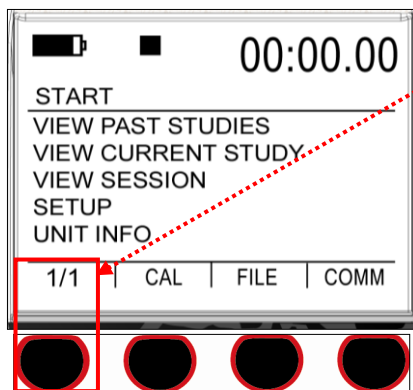 00:00.00
START
VIEW PAST STUDIES
VIEW CURRENT STUDY
VIEW SESSION
SETUP
UNIT INFO
1/1 CAL FILE COMM